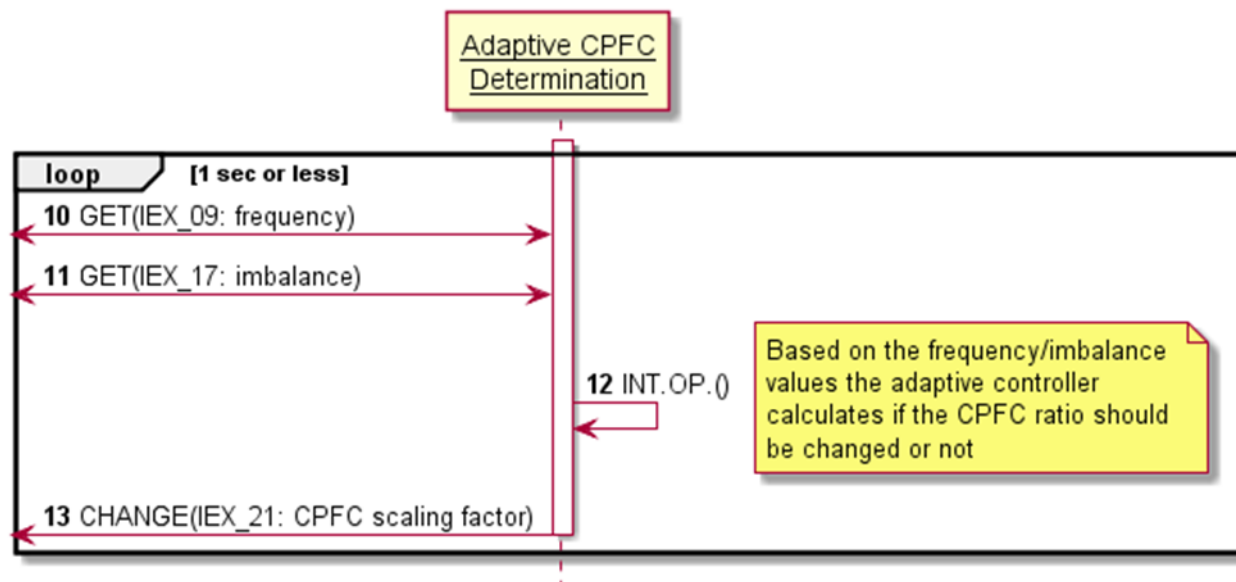 Adaptive CPFC
Determination
loop [1 sec or less]
10 GET(IEX_09: frequency)
11 GET(IEX_17: imbalance)
12 INT.OP.()
Based on the frequency/imbalance
values the adaptive controller
calculates if the CPFC ratio should
be changed or not
13 CHANGE(IEX_21: CPFC scaling factor)